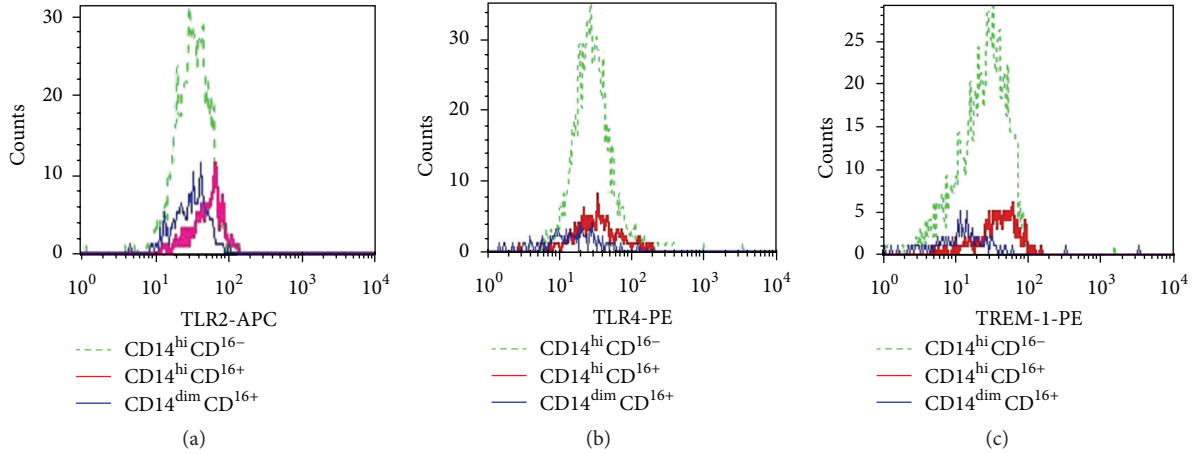 30
20
10
0
Counts
10^0 10^1 10^2 10^3 10^4
TLR2-APC
CD14^hi CD^16−
CD14^hi CD^16+
CD14^dim CD^16+
(a)
30
20
10
0
Counts
10^0 10^1 10^2 10^3 10^4
TLR4-PE
CD14^hi CD^16−
CD14^hi CD^16+
CD14^dim CD^16+
(b)
25
20
15
10
5
0
Counts
10^0 10^1 10^2 10^3 10^4
TREM-1-PE
CD14^hi CD^16−
CD14^hi CD^16+
CD14^dim CD^16+
(c)